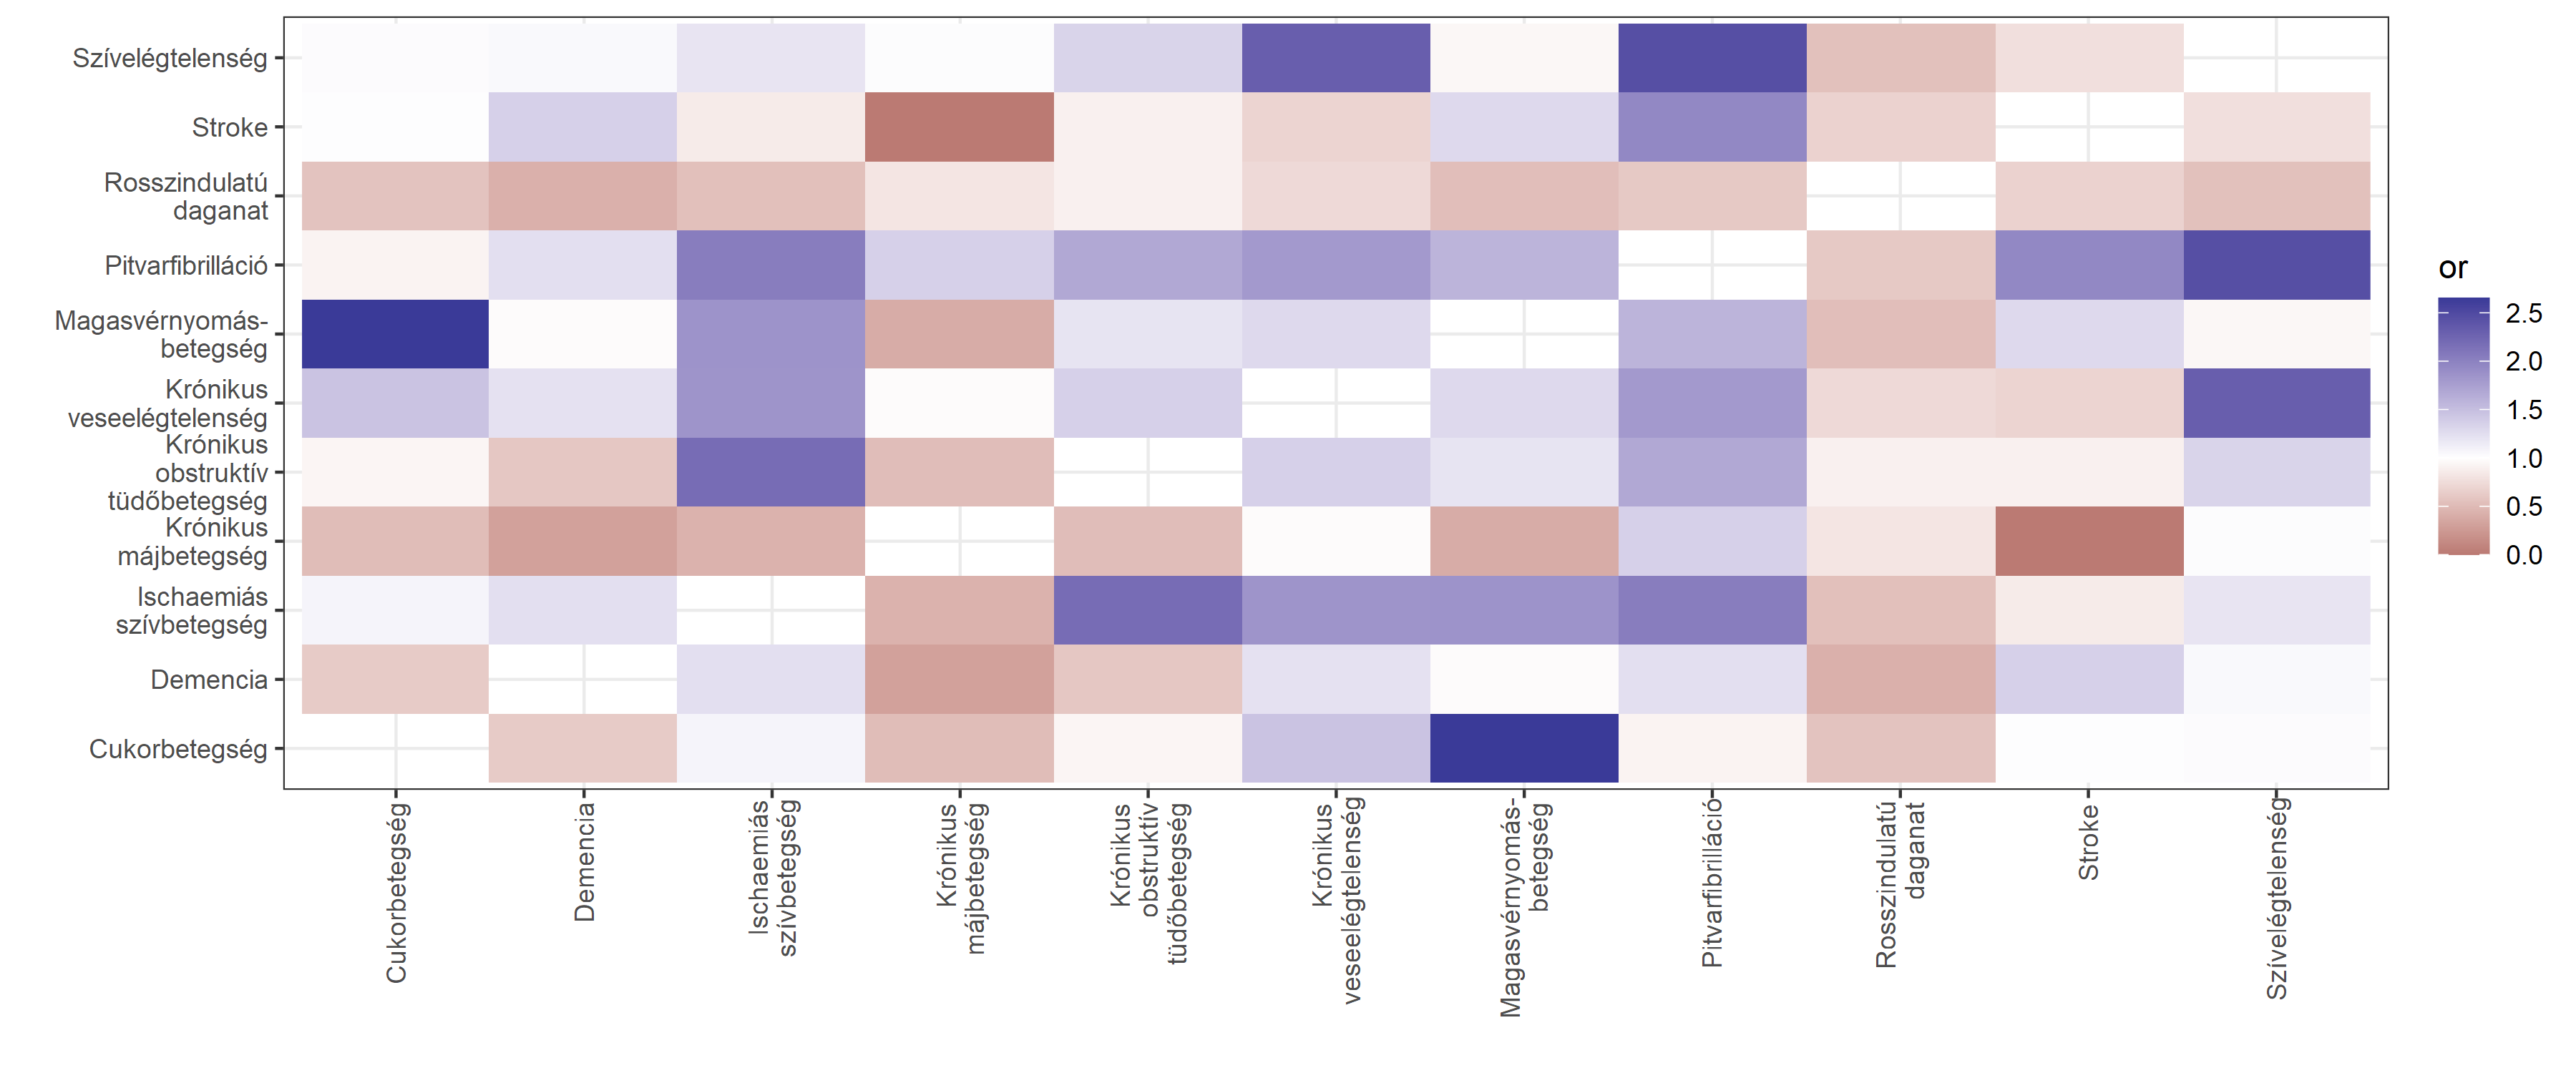 Szívelégtelenség
Stroke
Rosszindulatú
daganat
Pitvarfibrilláció
Magasvérnyomás-
betegség
Krónikus
veseelégtelenség
Krónikus
obstruktív
tüdőbetegség
Krónikus
májbetegség
Ischaemiás
szívbetegség
Demencia
Cukorbetegség
Cukorbetegség
Demencia
Ischaemiás
szívbetegség
Krónikus
májbetegség
Krónikus
obstruktív
tüdőbetegség
Krónikus
veseelégtelenség
Magasvérnyomás-
betegség
Pitvarfibrilláció
Rosszindulatú
daganat
Stroke
Szívelégtelenség
or
2.5
2.0
1.5
1.0
0.5
0.0